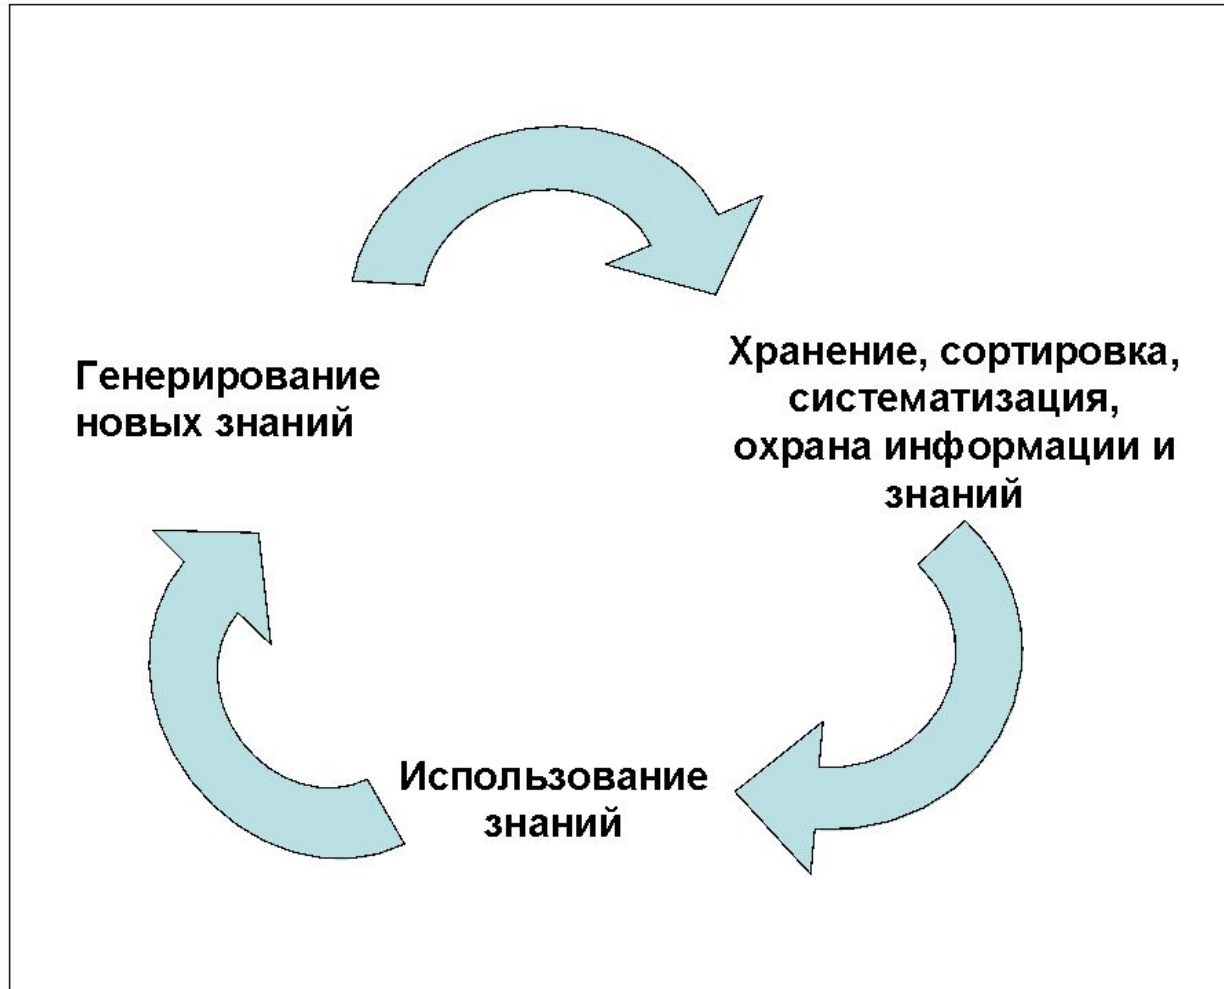 Генерирование
новых знаний
Хранение, сортировка,
систематизация,
охрана информации и
знаний
Использование
знаний